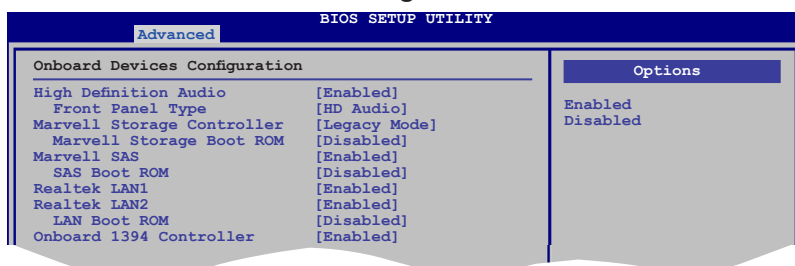 BIOS SETUP UTILITY
Advanced
Onboard Devices Configuration
High Definition Audio [Enabled]
Front Panel Type [HD Audio]
Marvell Storage Controller [Legacy Mode]
Marvell Storage Boot ROM [Disabled]
Marvell SAS [Enabled]
SAS Boot ROM [Disabled]
Realtek LAN1 [Enabled]
Realtek LAN2 [Enabled]
LAN Boot ROM [Disabled]
Onboard 1394 Controller [Enabled]
Options
Enabled
Disabled